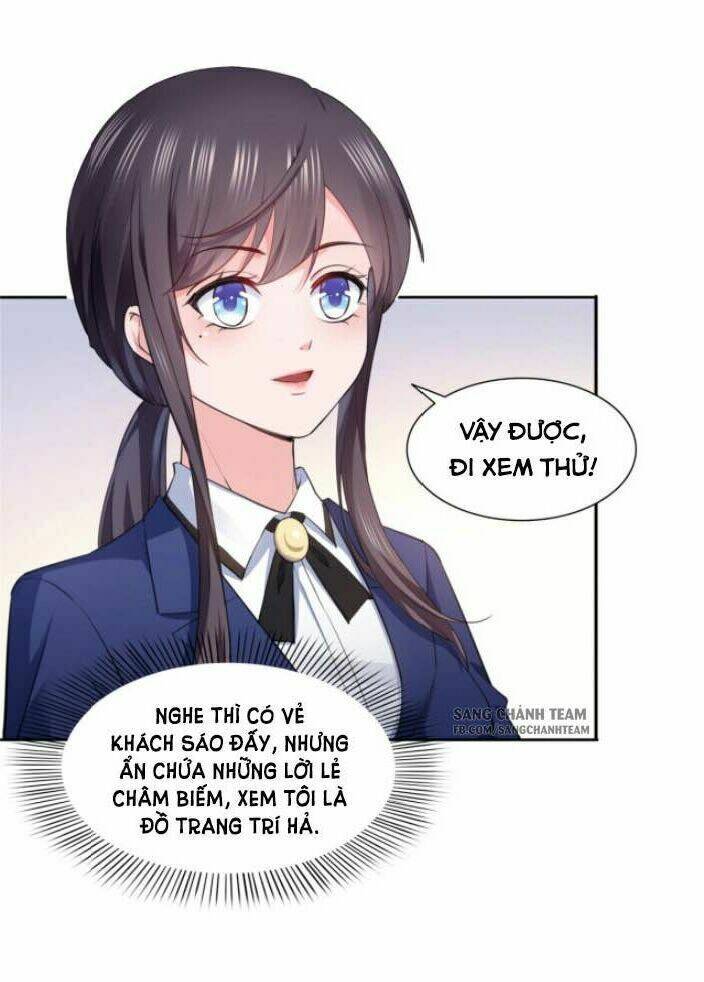 VẬY ĐƯỢC,
ĐI XEM THỬ!
SANG CHẢNH TEAM
FB.COM/SANGCHANHTEAM
NGHE THÌ CÓ VẺ
KHÁCH SÁO ĐẤY, NHƯNG
ẨN CHỨA NHỮNG LỜI LẼ
CHÂM BIẾM, XEM TÔI LÀ
ĐỒ TRANG TRÍ HẢ.